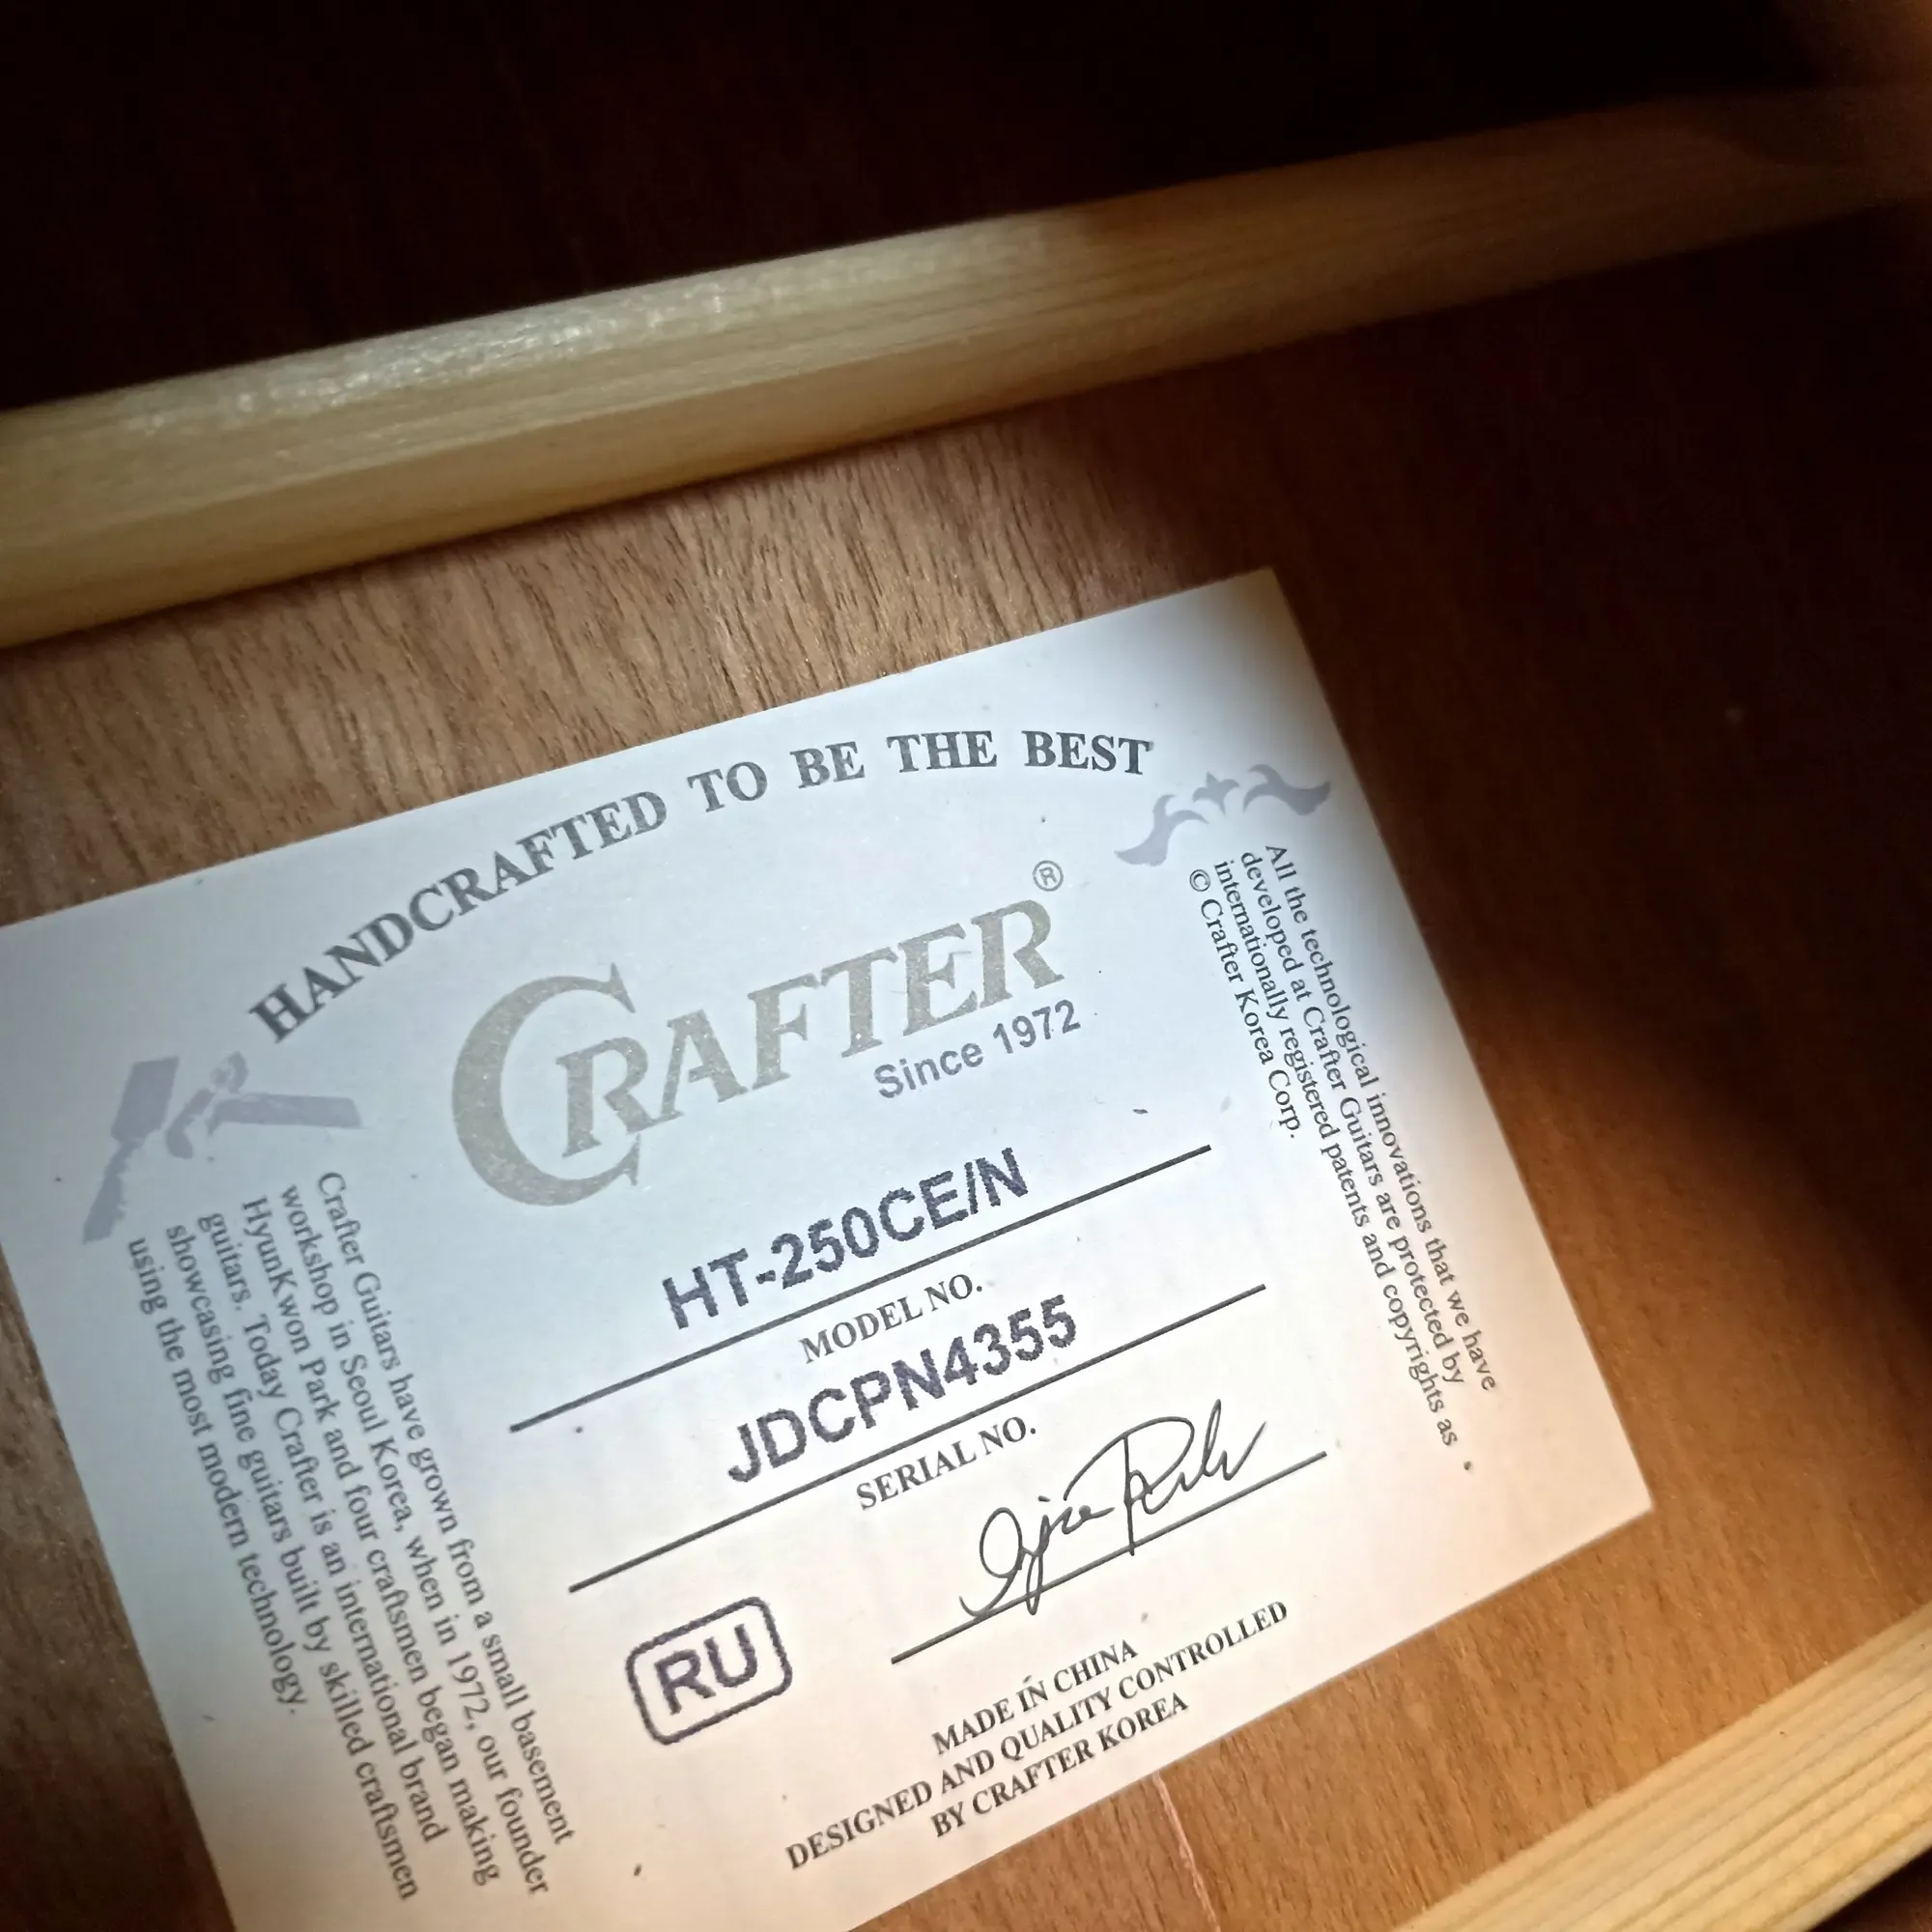 HANDCRAFTED TO BE THE BEST
CRAFTER®
Since 1972
HT-250CE/N
MODEL NO.
JDCPN4355
SERIAL NO.
RU
MADE IN CHINA
DESIGNED AND QUALITY CONTROLLED
BY CRAFTER KOREA
Crafter Guitars have grown from a small basement
workshop in Seoul Korea, when in 1972, our founder
HyunKwon Park and four craftsmen began making
guitars. Today Crafter is an international brand
showcasing fine guitars built by skilled craftsmen
using the most modern technology.
All the technological innovations that we have
developed at Crafter Guitars are protected by
internationally registered patents and copyrights as
© Crafter Korea Corp.